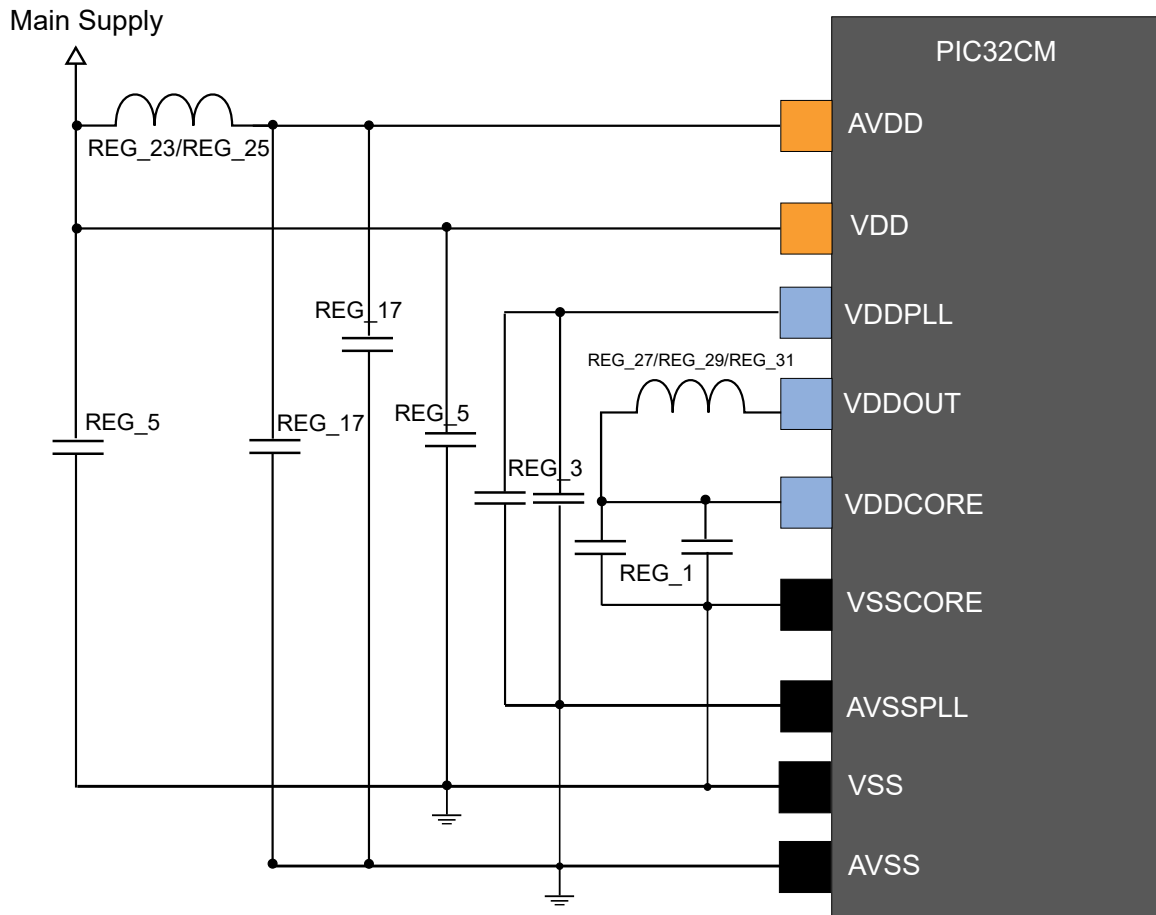 Main Supply
PIC32CM
AVDD
REG_23/REG_25
VDD
REG_17
VDDPLL
REG_27/REG_29/REG_31
VDDOUT
REG_5
REG_17
REG_5
REG_3
VDDCORE
REG_1
VSSCORE
AVSSPLL
VSS
AVSS